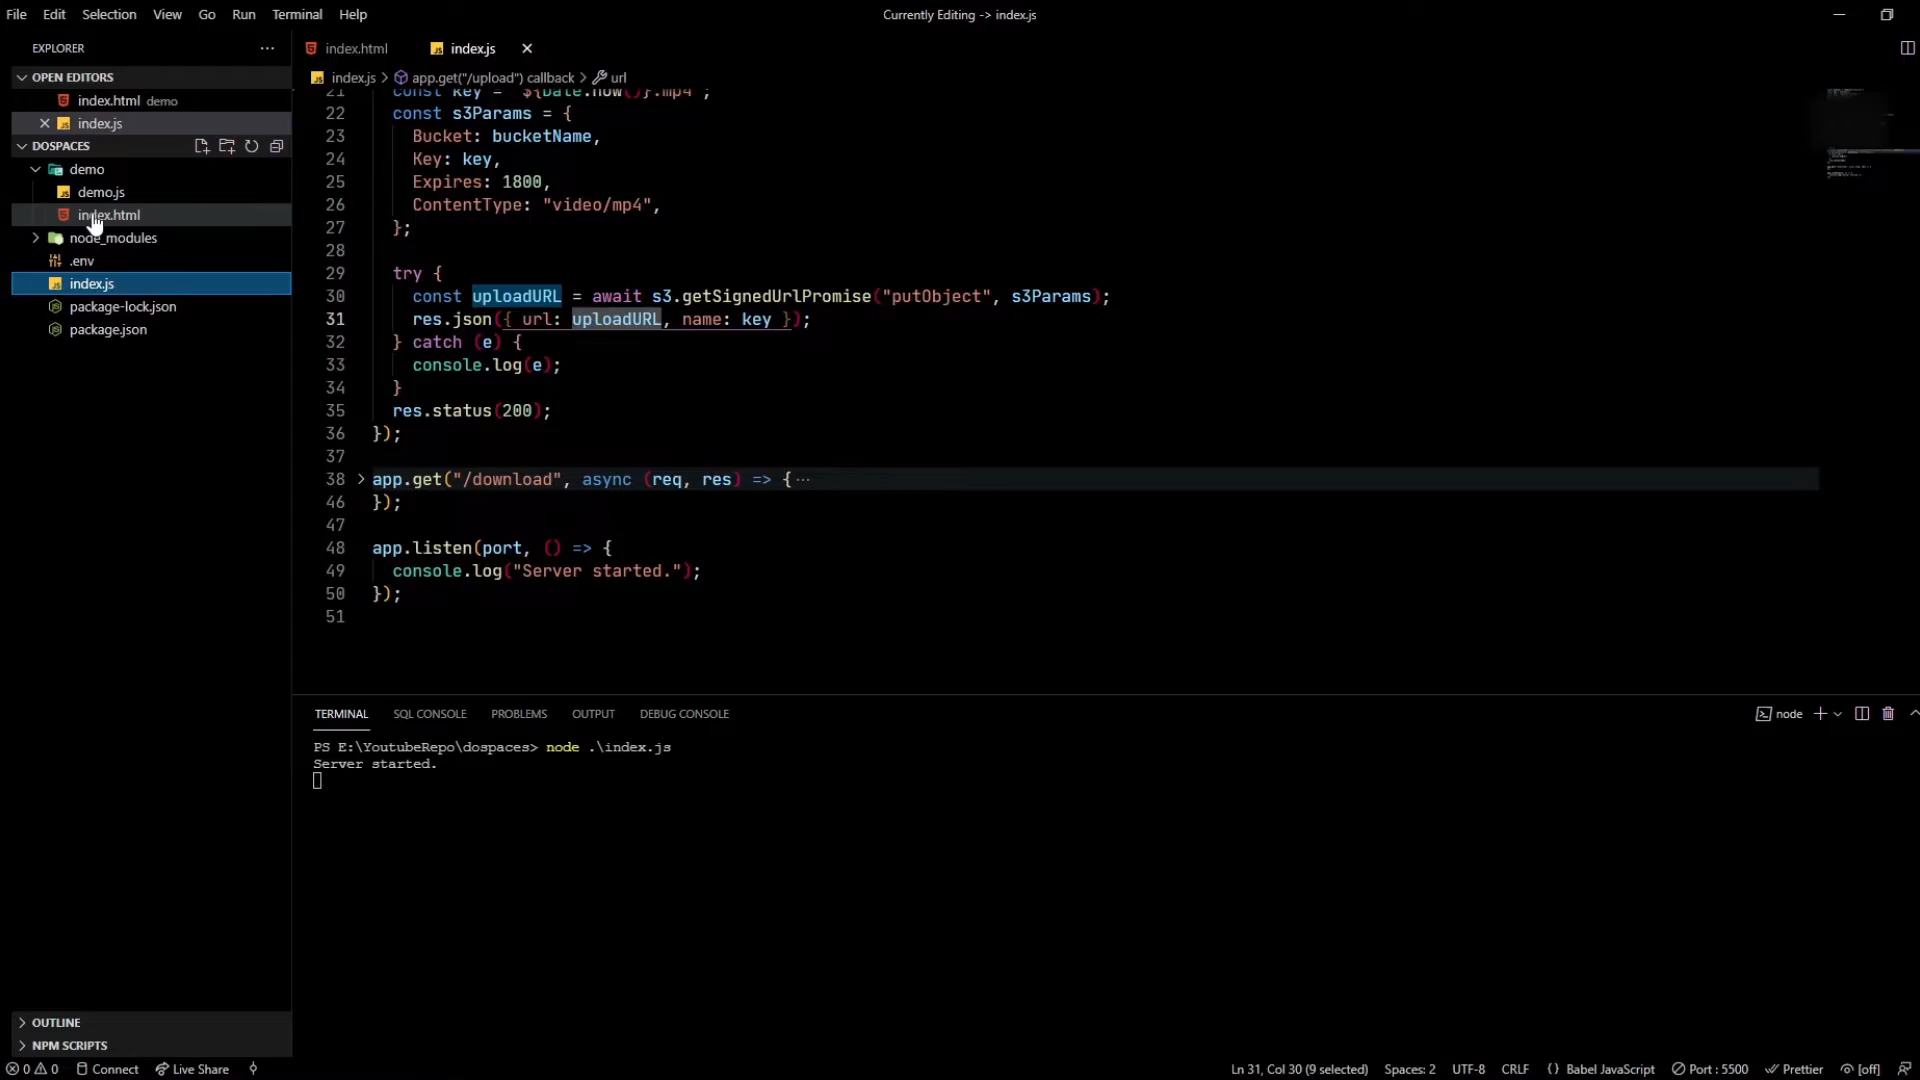 File Edit Selection View Go Run Terminal Help
Currently Editing -> index.js
EXPLORER
OPEN EDITORS
index.html demo
index.js
DOSPACES
demo
demo.js
index.html
node_modules
.env
index.js
package-lock.json
package.json
OUTLINE
NPM SCRIPTS
index.html
index.js
index.js > app.get("/upload") callback > url
21 const key = `${Date.now()}.mp4`;
22 const s3Params = {
23 Bucket: bucketName,
24 Key: key,
25 Expires: 1800,
26 ContentType: "video/mp4",
27 };
28
29 try {
30 const uploadURL = await s3.getSignedUrlPromise("putObject", s3Params);
31 res.json({ url: uploadURL, name: key });
32 } catch (e) {
33 console.log(e);
34 }
35 res.status(200);
36 });
37
38 app.get("/download", async (req, res) => {···
46 });
47
48 app.listen(port, () => {
49 console.log("Server started.");
50 });
51
TERMINAL SQL CONSOLE PROBLEMS OUTPUT DEBUG CONSOLE
node
PS E:\YoutubeRepo\dospaces> node .\index.js
Server started.
0 0 Connect Live Share
Ln 31, Col 30 (9 selected) Spaces: 2 UTF-8 CRLF {} Babel JavaScript Port : 5500 Prettier [off]